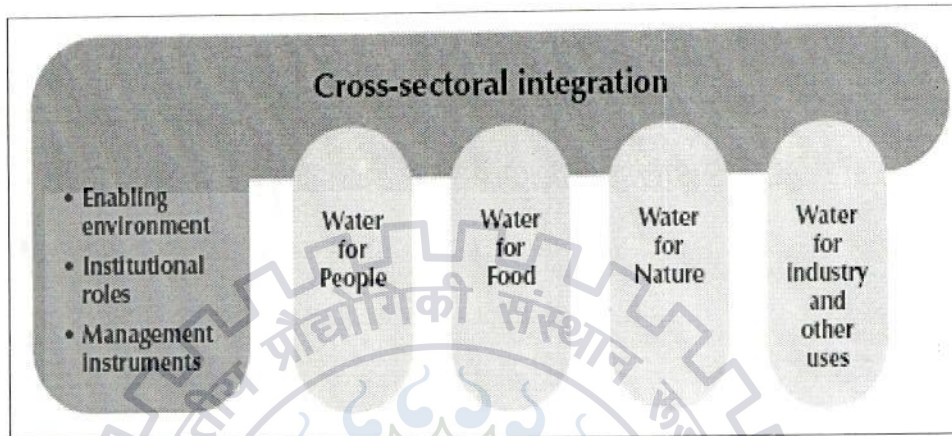 Cross-sectoral integration
• Enabling
environment
• Institutional
roles
• Management
instruments
Water
for
People
Water
for
Food
Water
for
Nature
Water
for
industry
and
other
uses
प्रौद्योगिकी संस्थान